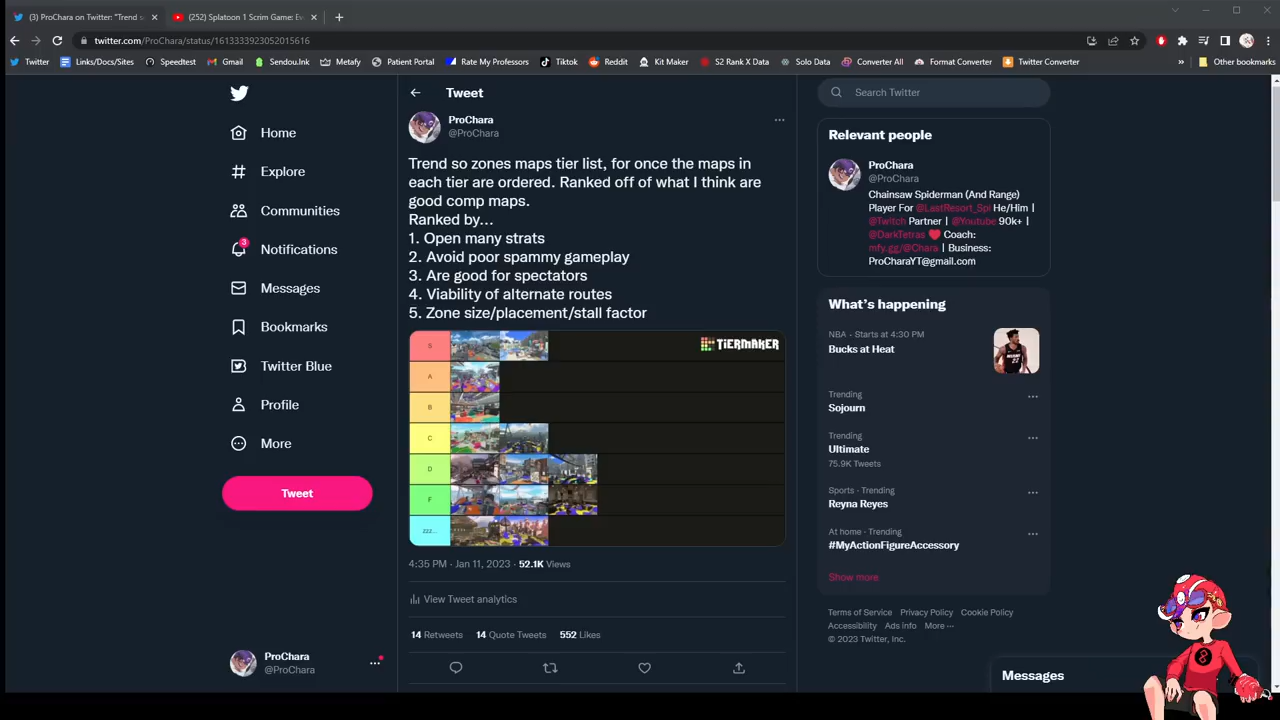 (3) ProChara on Twitter: "Trend s
(252) Splatoon 1 Scrim Game: Ev
twitter.com/ProChara/status/1613333923052015616
Twitter
Links/Docs/Sites
Speedtest
Gmail
Sendou.Ink
Metafy
Patient Portal
Rate My Professors
Tiktok
Reddit
Kit Maker
S2 Rank X Data
Solo Data
Converter All
Format Converter
Twitter Converter
»
Other bookmarks
Home
Explore
Communities
3
Notifications
Messages
Bookmarks
Twitter Blue
Profile
More
Tweet
ProChara
@ProChara
Tweet
ProChara
@ProChara
Trend so zones maps tier list, for once the maps in
each tier are ordered. Ranked off of what I think are
good comp maps.
Ranked by...
1. Open many strats
2. Avoid poor spammy gameplay
3. Are good for spectators
4. Viability of alternate routes
5. Zone size/placement/stall factor
TiERMAKER
S
A
B
C
D
F
zzz...
4:35 PM · Jan 11, 2023 · 52.1K Views
View Tweet analytics
14 Retweets 14 Quote Tweets 552 Likes
Search Twitter
Relevant people
ProChara
@ProChara
Chainsaw Spiderman (And Range)
Player For @LastResort_Spl He/Him |
@Twitch Partner | @Youtube 90k+ |
@DarkTetras Coach:
mfy.gg/@Chara | Business:
ProCharaYT@gmail.com
What's happening
NBA · Starts at 4:30 PM
Bucks at Heat
Trending
Sojourn
Trending
Ultimate
75.9K Tweets
Sports · Trending
Reyna Reyes
At home · Trending
#MyActionFigureAccessory
Show more
Terms of Service Privacy Policy Cookie Policy
Accessibility Ads info More ···
© 2023 Twitter, Inc.
Messages